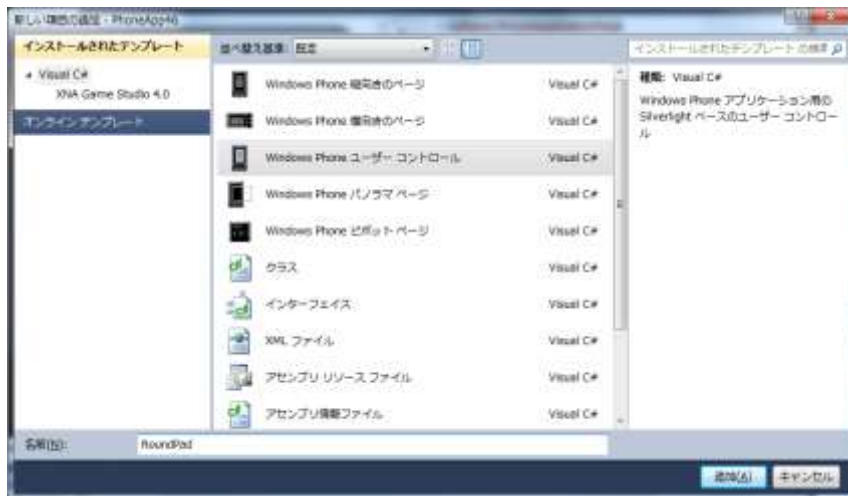 新しい項目の追加 - PhoneApp46
インストールされたテンプレート
並べ替え基準: 既定
インストールされたテンプレート の検索
Visual C#
XNA Game Studio 4.0
オンライン テンプレート
Windows Phone 縦向きのページ Visual C#
Windows Phone 横向きのページ Visual C#
Windows Phone ユーザー コントロール Visual C#
Windows Phone パノラマ ページ Visual C#
Windows Phone ピボット ページ Visual C#
クラス Visual C#
インターフェイス Visual C#
XML ファイル Visual C#
アセンブリ リソース ファイル Visual C#
アセンブリ情報ファイル Visual C#
種類: Visual C#
Windows Phone アプリケーション用の
Silverlight ベースのユーザー コントロー
ル
名前(N): RoundPad
追加(A) キャンセル